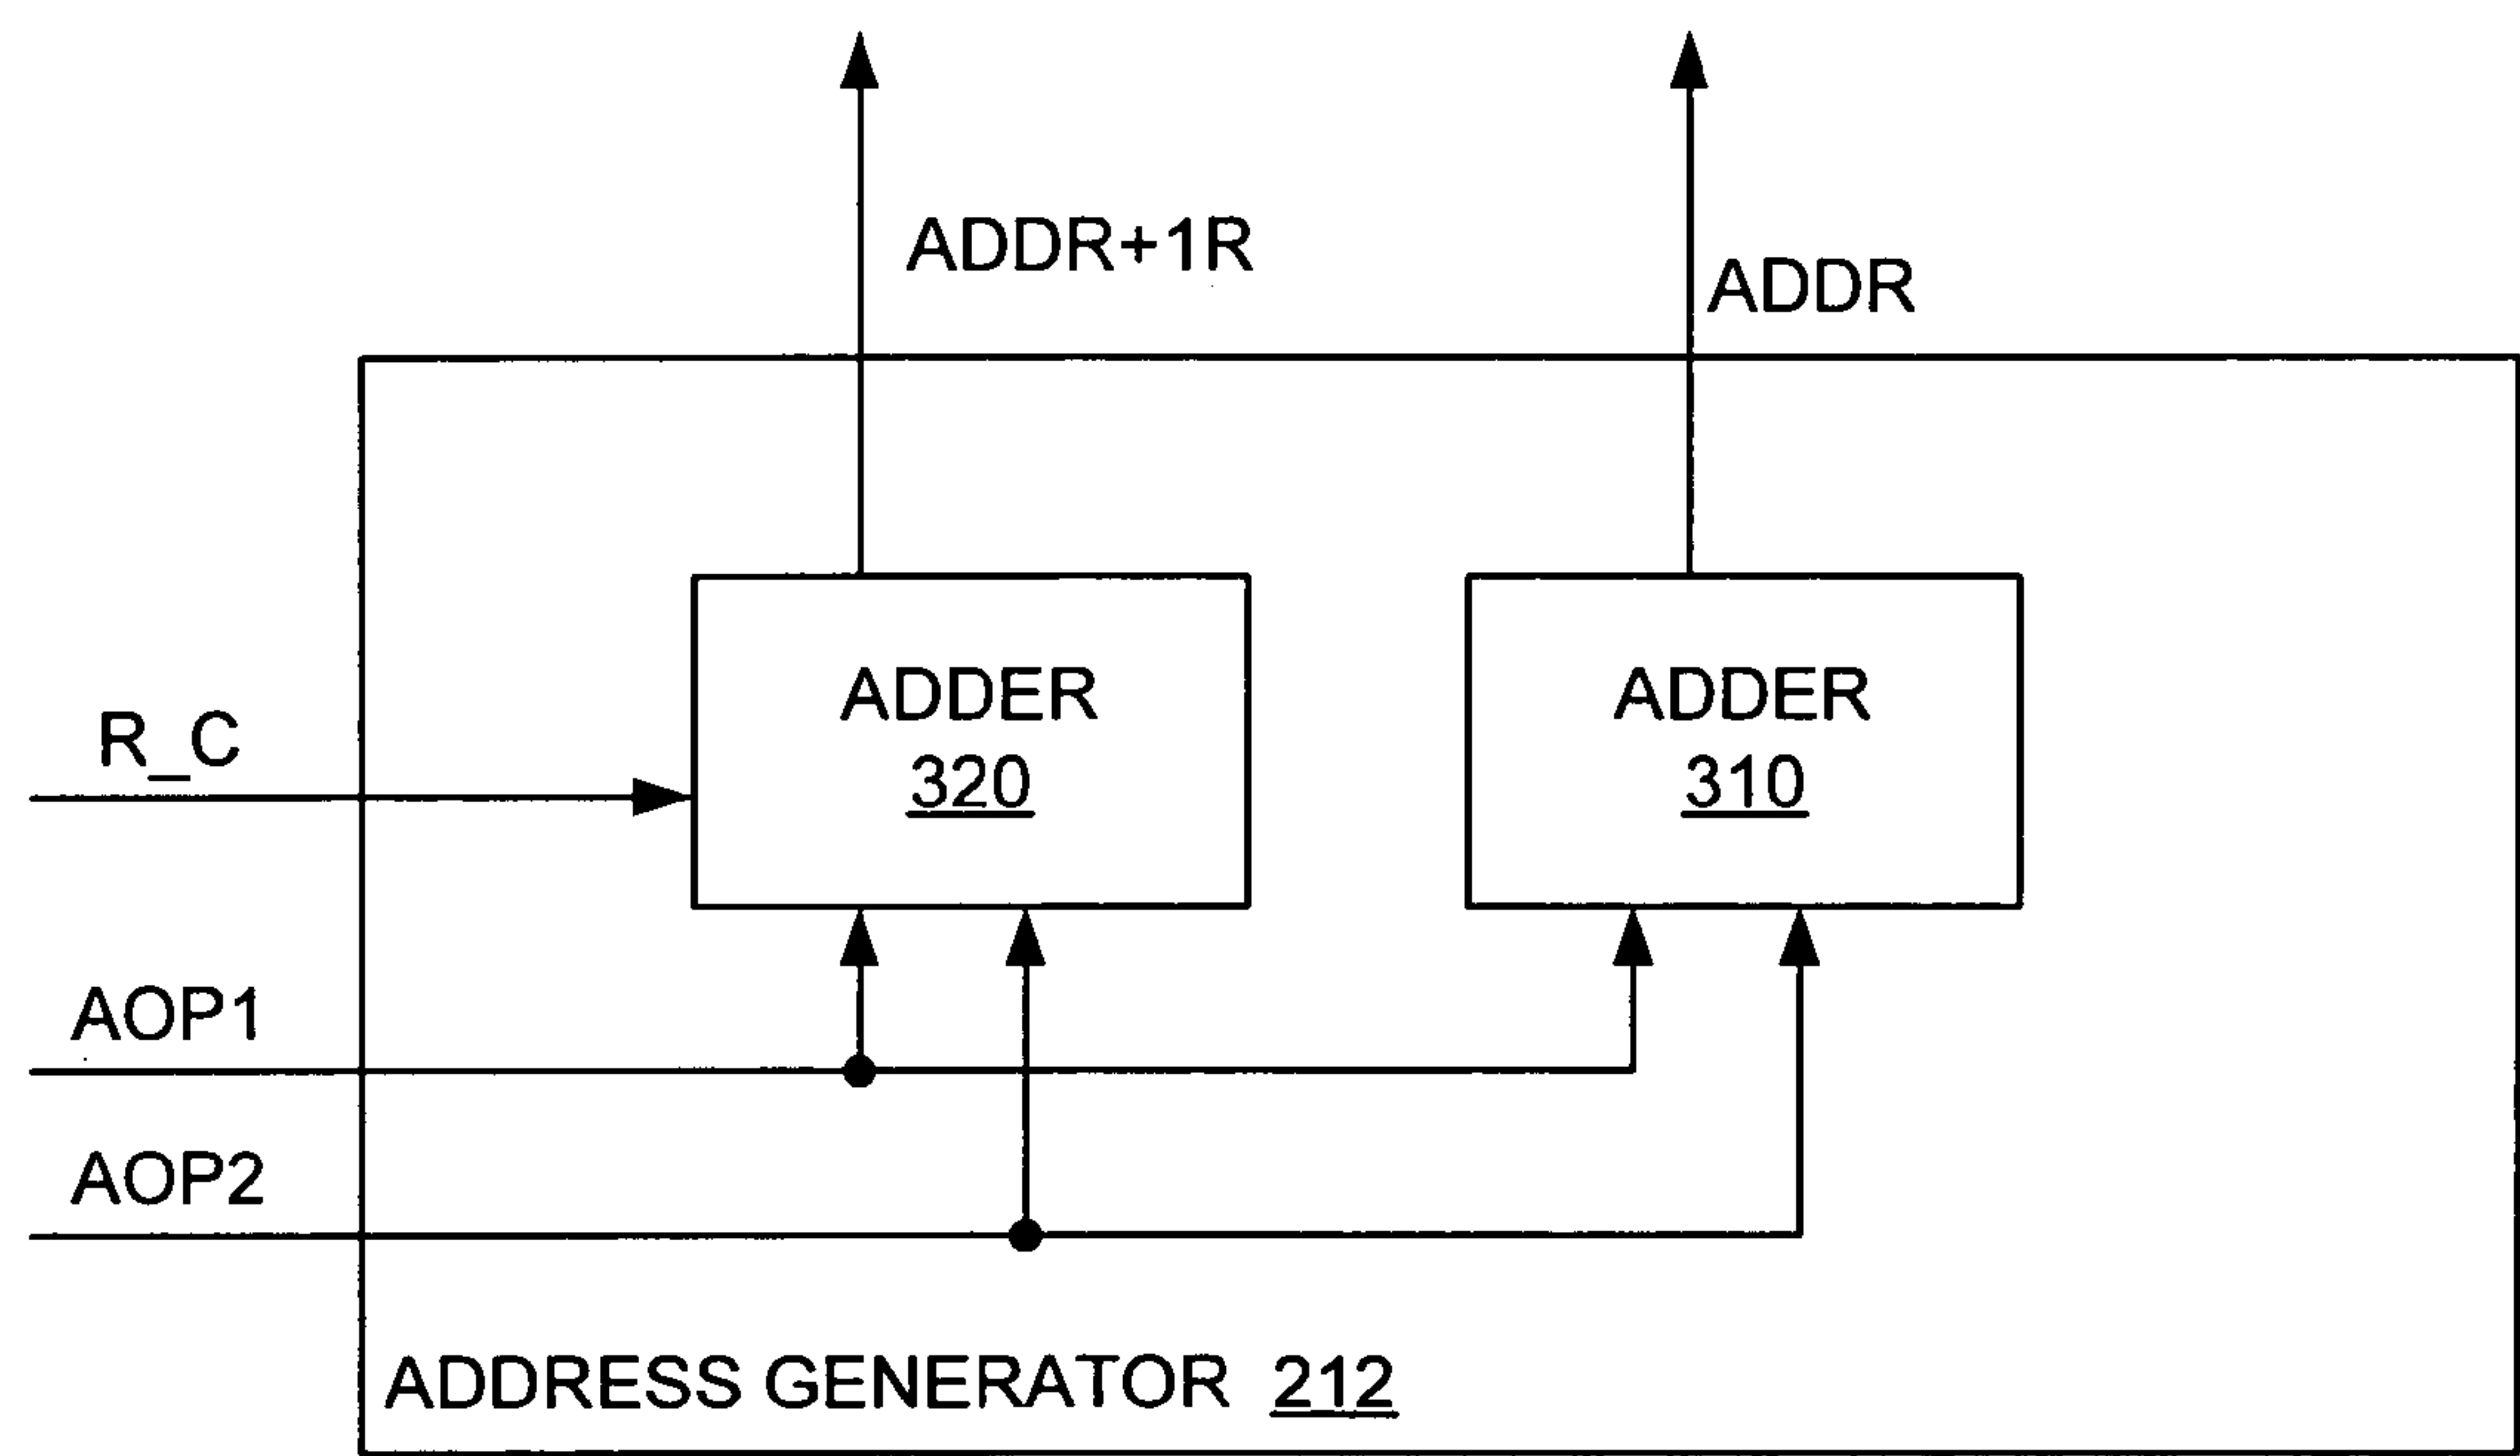 ADDR+1R
ADDR
ADDER
320
ADDER
310
R_C
AOP1
AOP2
ADDRESS GENERATOR 212